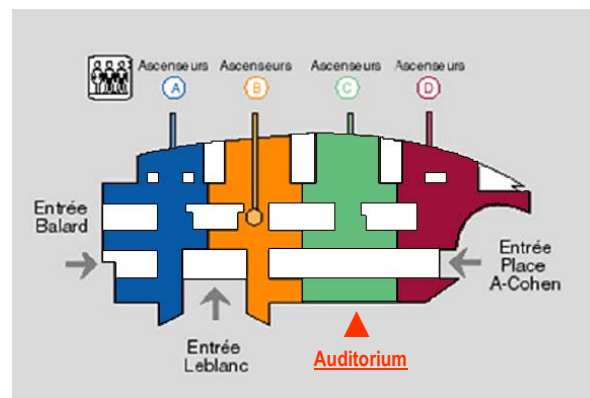 Ascenseurs Ascenseurs Ascenseurs Ascenseurs
A B C D
Entrée
Balard
Entrée
Place
A-Cohen
Entrée
Leblanc
Auditorium